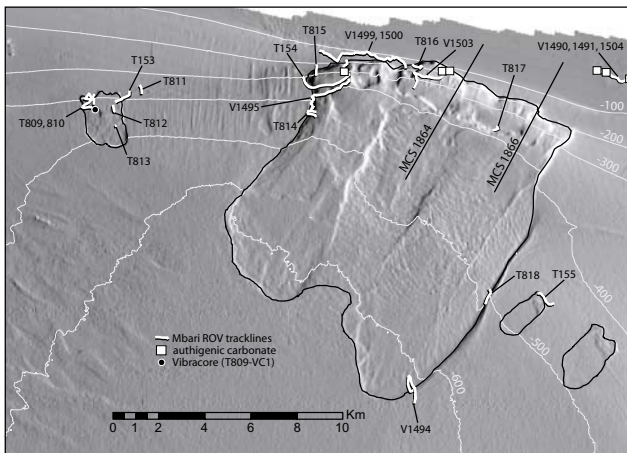 V1499, 1500
T815
T816
V1503
V1490, 1491, 1504
T154
T153
T811
T817
V1495
-100
T809, 810
T812
T814
-200
MCS 1864
MCS 1866
-300
T813
T818
T155
-400
-500
Mbari ROV tracklines
authigenic carbonate
Vibracore (T809-VC1)
-600
Km
0 2 4 6 8 10
V1494